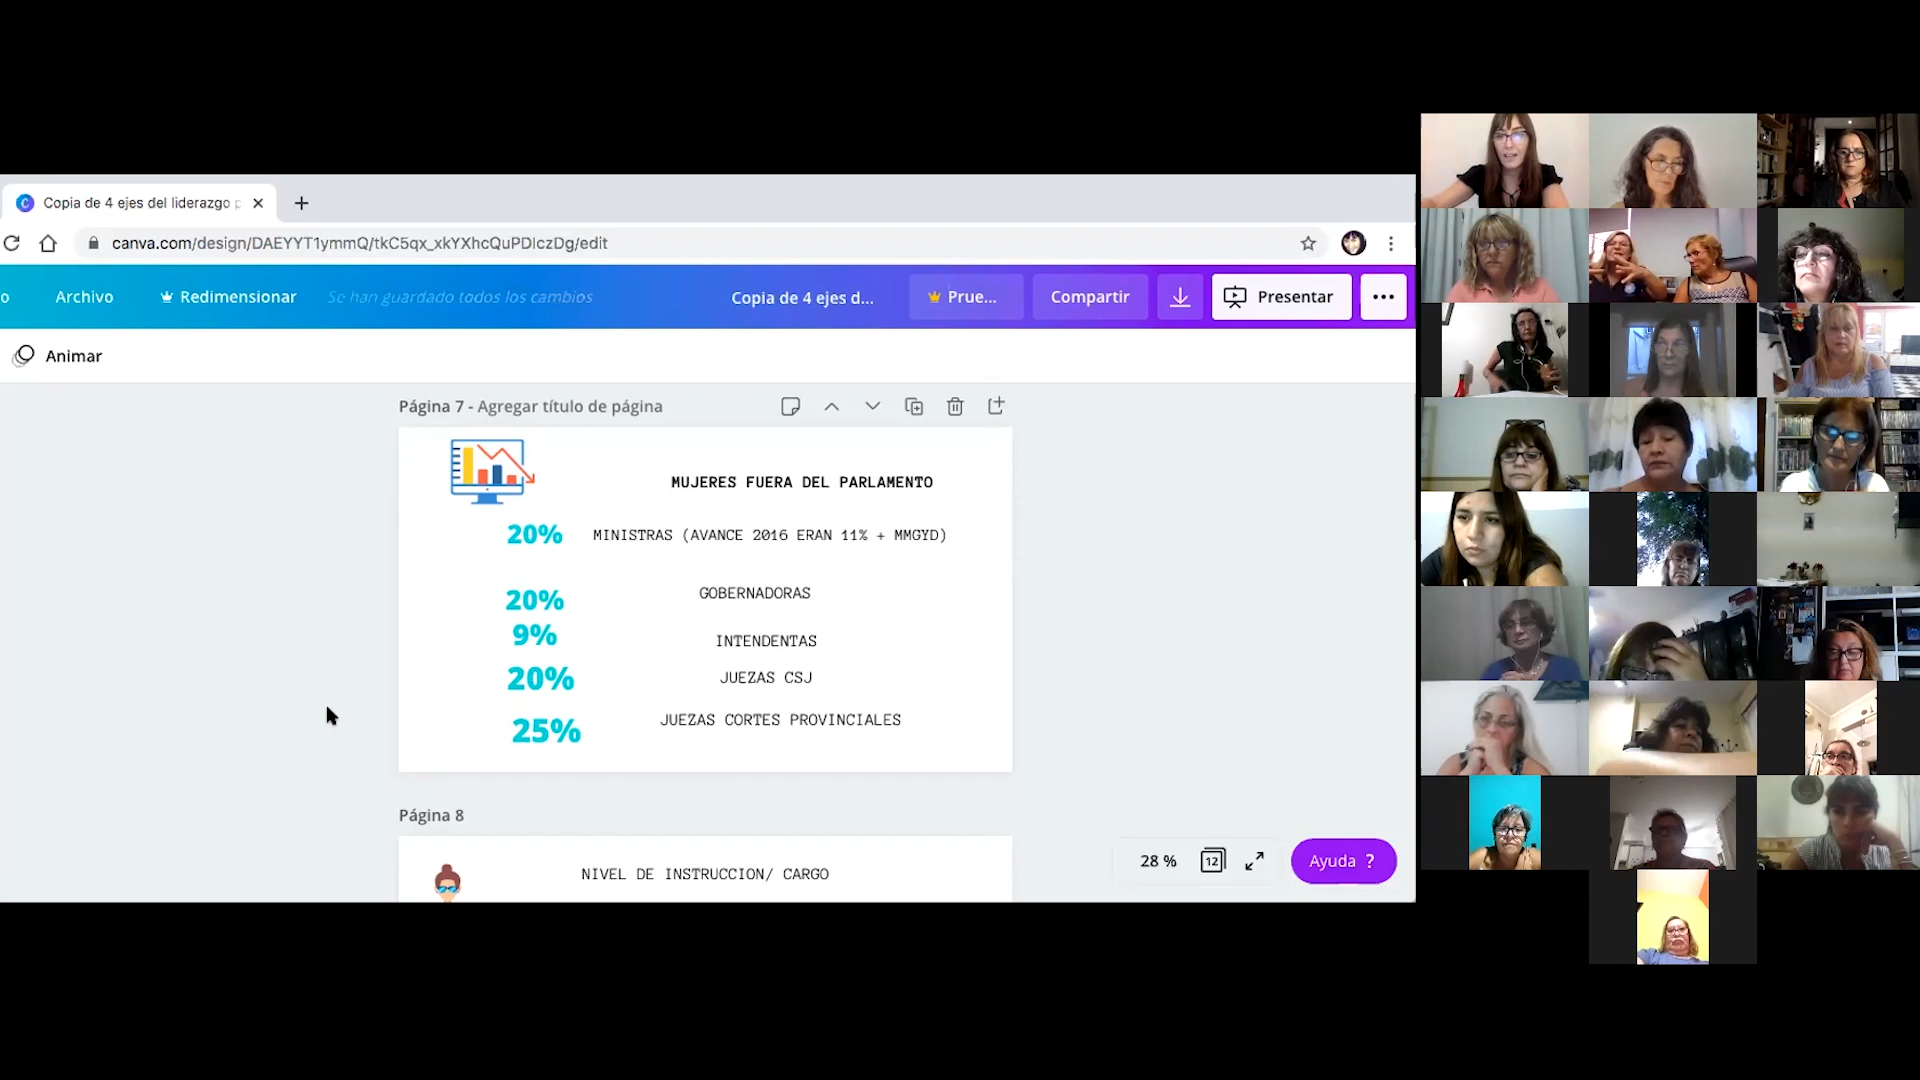 Copia de 4 ejes del liderazgo p
canva.com/design/DAEYYT1ymmQ/tkC5qx_xkYXhcQuPDIczDg/edit
o Archivo Redimensionar Se han guardado todos los cambios Copia de 4 ejes d... Prue... Compartir Presentar
Animar
Página 7 - Agregar título de página
MUJERES FUERA DEL PARLAMENTO
20% MINISTRAS (AVANCE 2016 ERAN 11% + MMGYD)
20% GOBERNADORAS
9% INTENDENTAS
20% JUEZAS CSJ
25% JUEZAS CORTES PROVINCIALES
Página 8
NIVEL DE INSTRUCCION/ CARGO
28 % 12 Ayuda ?